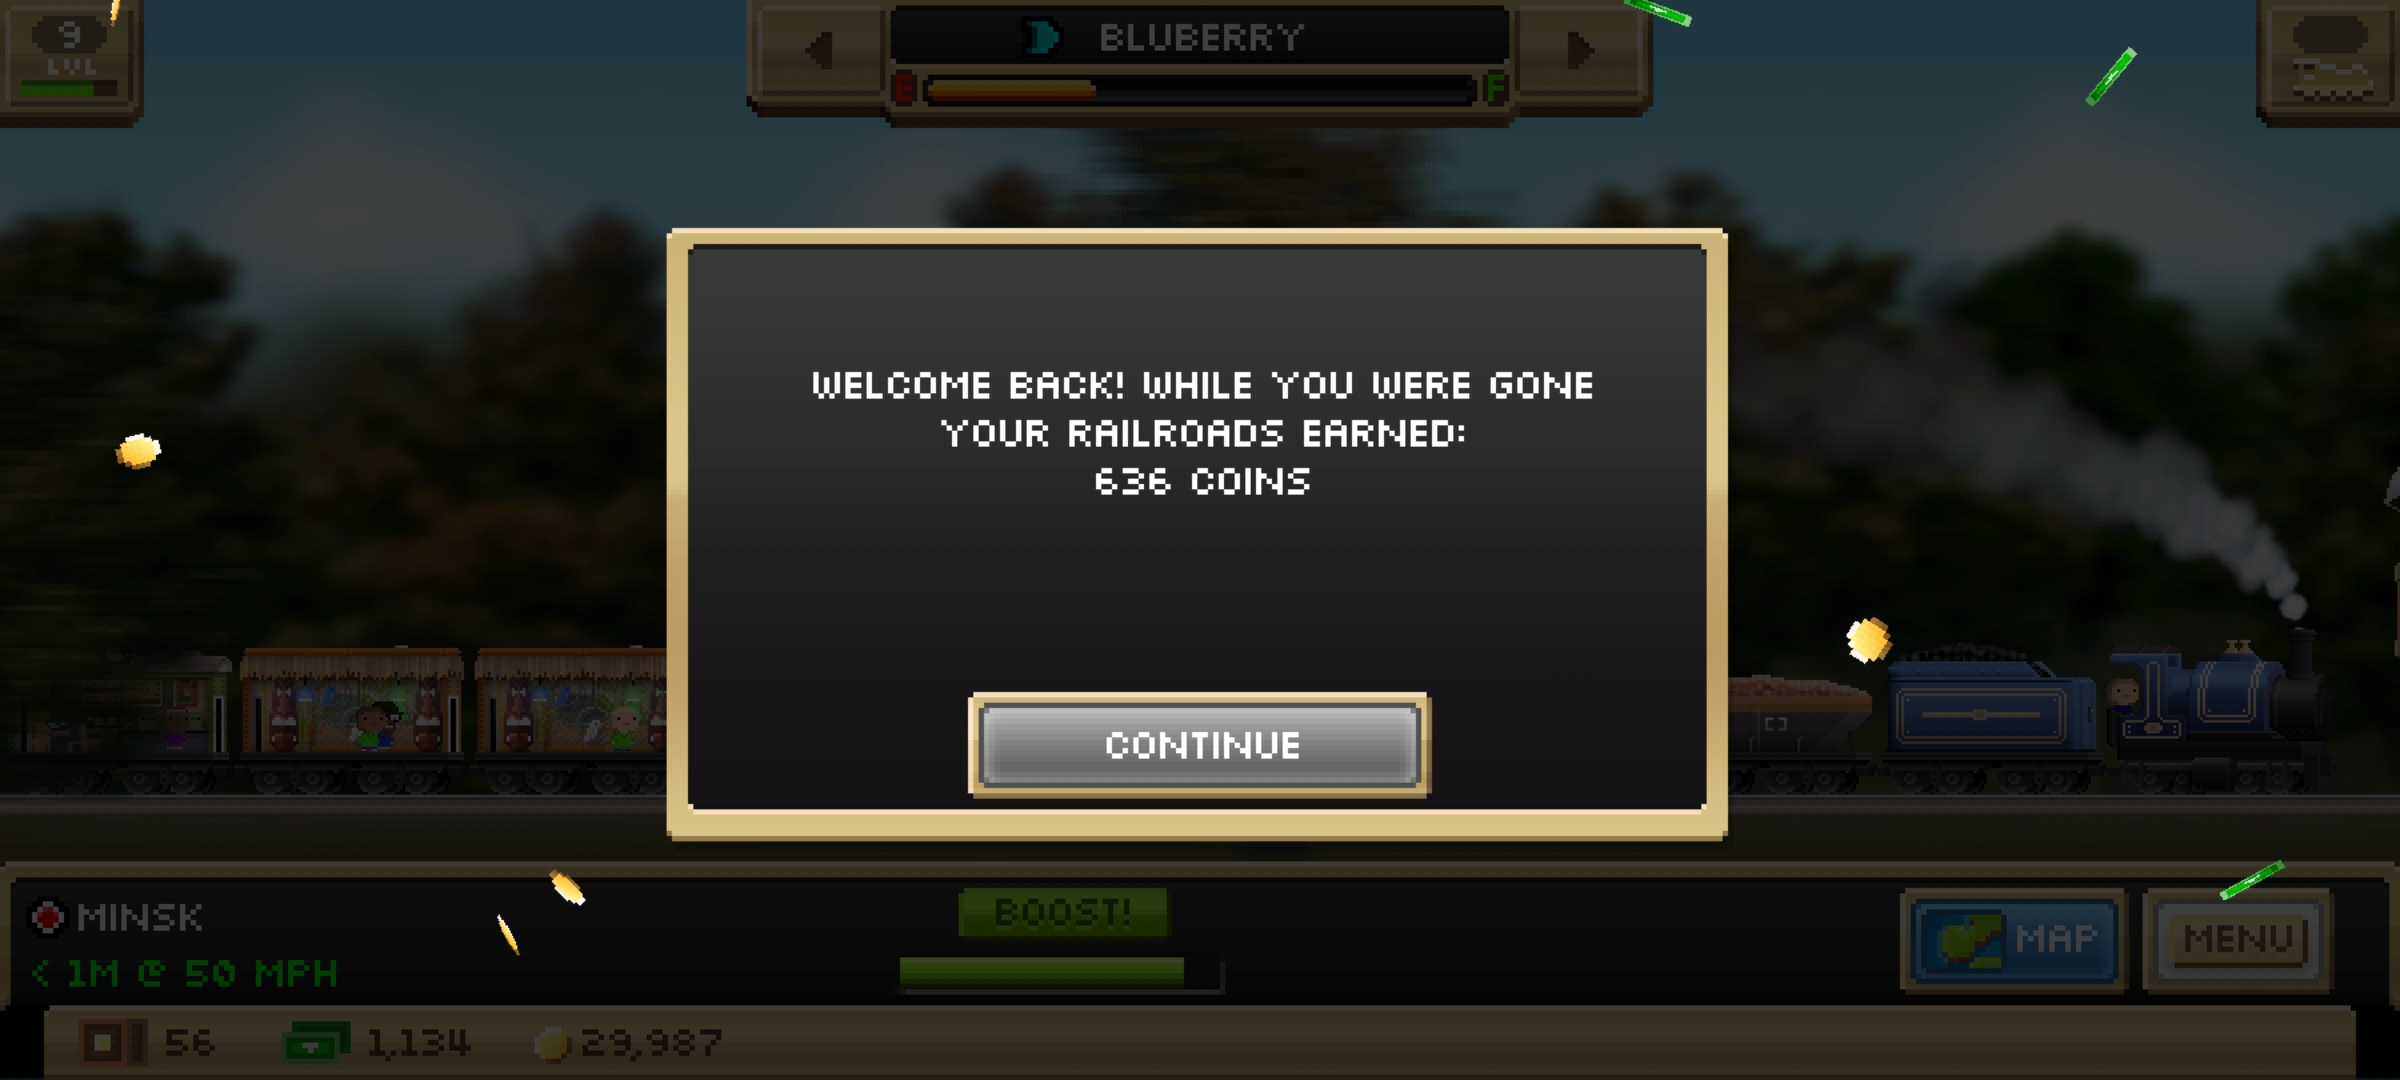 9
LVL
BLUBERRY
E F
WELCOME BACK! WHILE YOU WERE GONE
YOUR RAILROADS EARNED:
636 COINS
CONTINUE
MINSK
< 1M @ 50 MPH
BOOST!
MAP
MENU
56 1,134 29,987